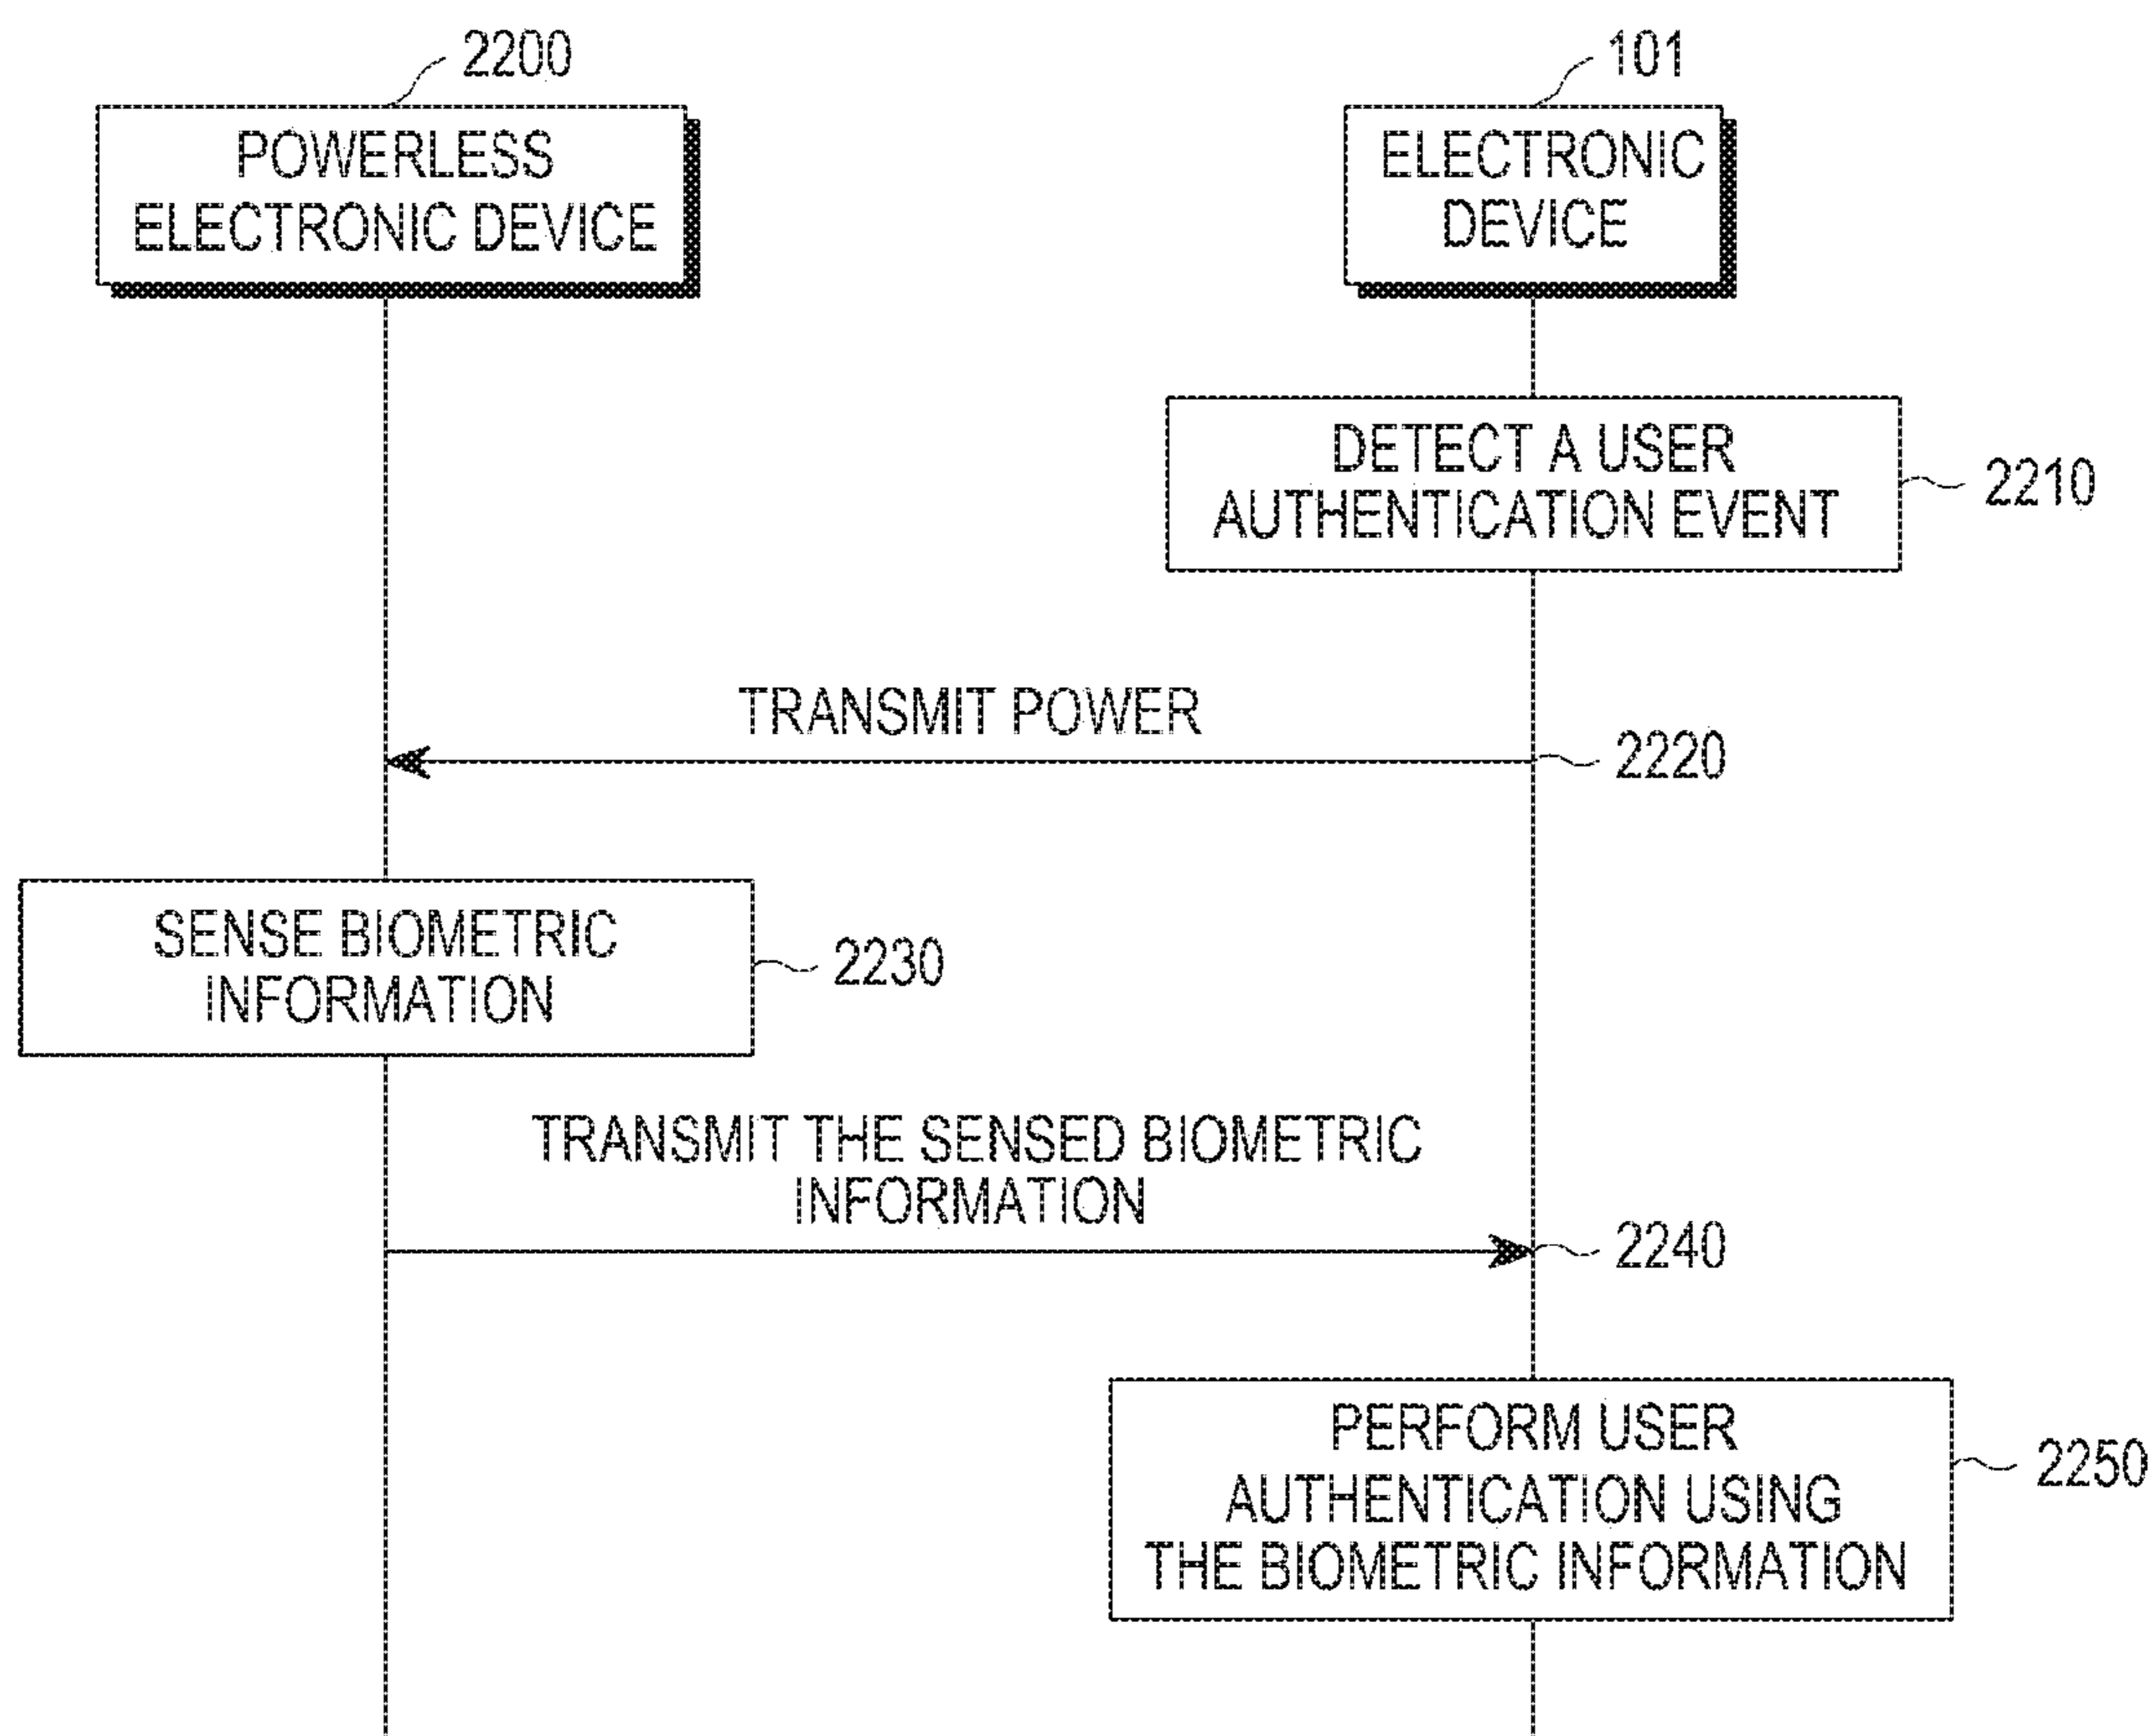 2200
POWERLESS
ELECTRONIC DEVICE
101
ELECTRONIC
DEVICE
DETECT A USER
AUTHENTICATION EVENT
2210
TRANSMIT POWER
2220
SENSE BIOMETRIC
INFORMATION
2230
TRANSMIT THE SENSED BIOMETRIC
INFORMATION
2240
PERFORM USER
AUTHENTICATION USING
THE BIOMETRIC INFORMATION
2250